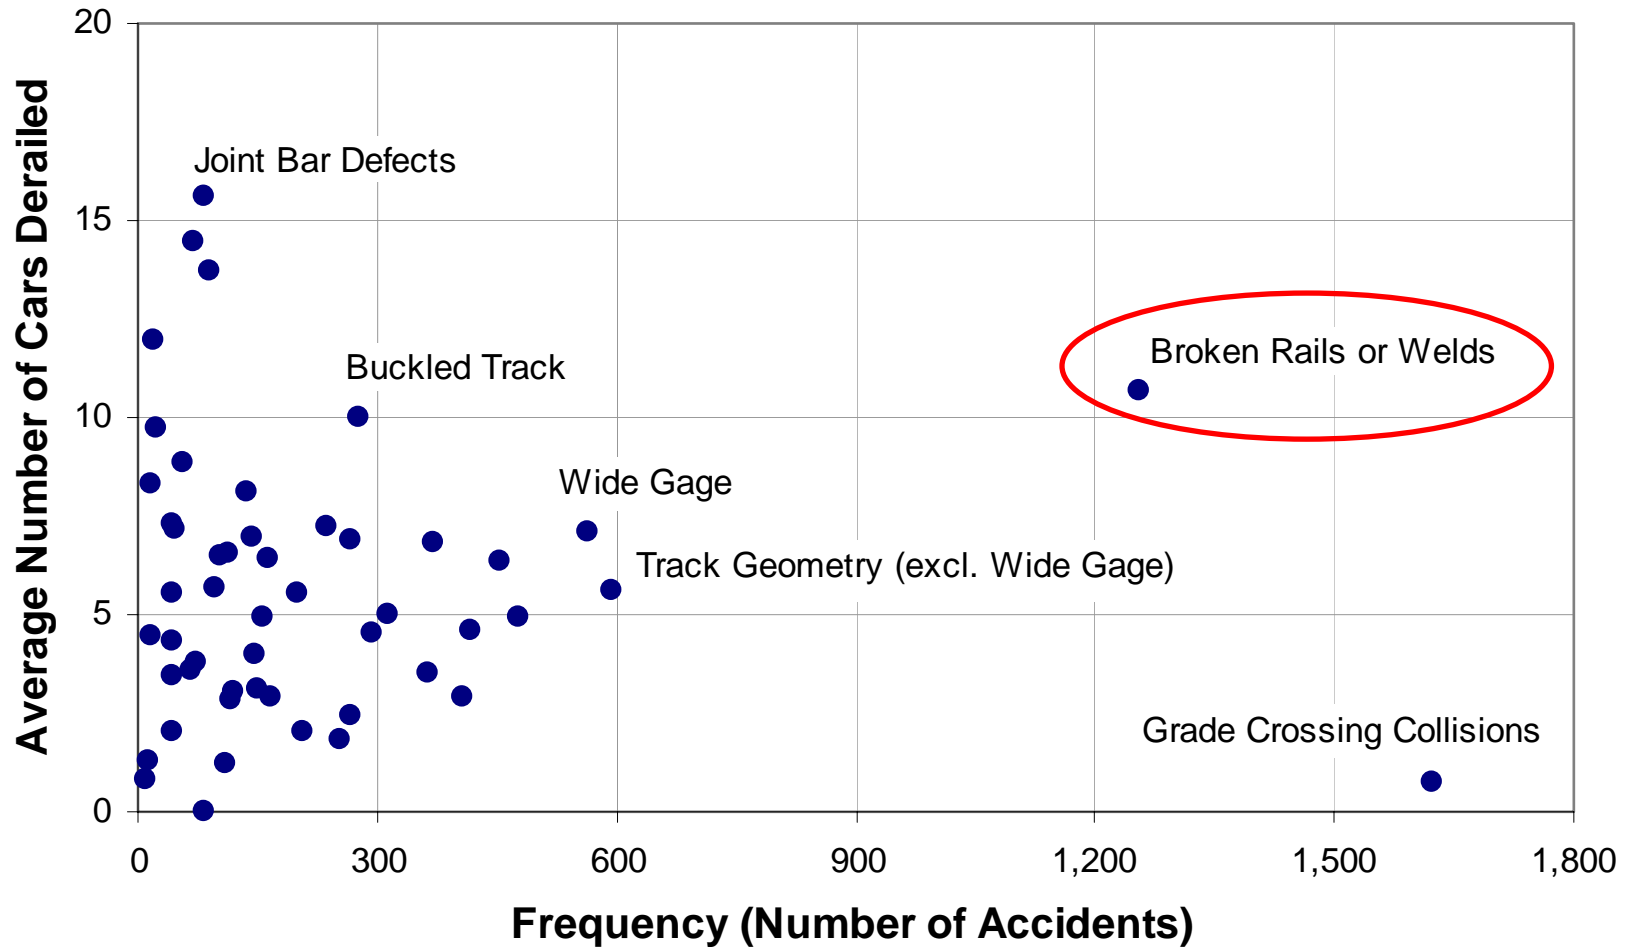 20
15
10
5
0
Average Number of Cars Derailed
Joint Bar Defects
Buckled Track
Broken Rails or Welds
Wide Gage
Track Geometry (excl. Wide Gage)
Grade Crossing Collisions
0 300 600 900 1,200 1,500 1,800
Frequency (Number of Accidents)